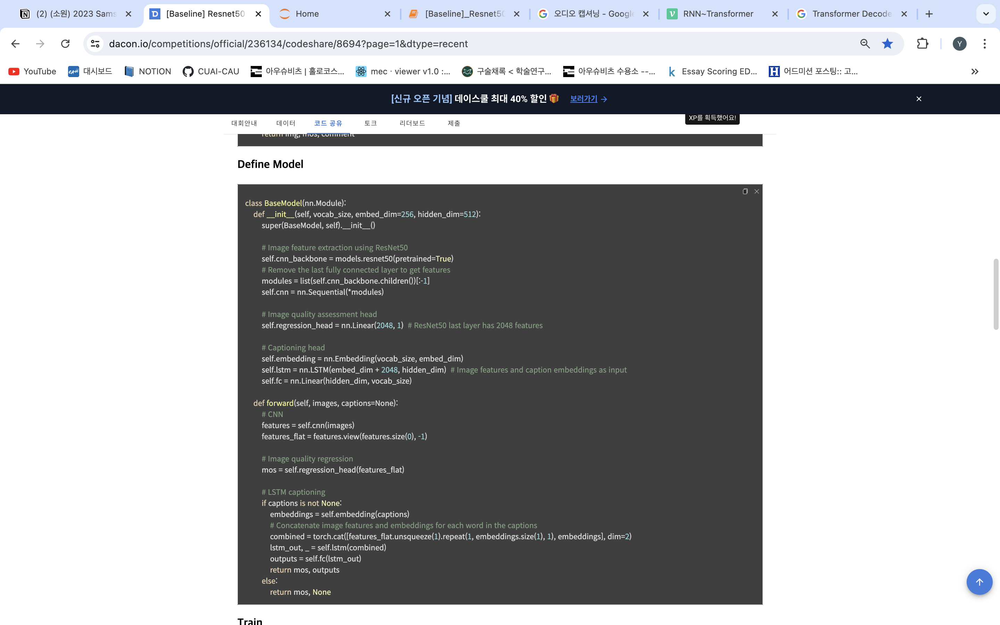 (2) (소원) 2023 Sams
[Baseline] Resnet50
Home
[Baseline]_Resnet50
오디오 캡셔닝 - Google
RNN~Transformer
Transformer Decode
dacon.io/competitions/official/236134/codeshare/8694?page=1&dtype=recent
Y
YouTube
CAU 대시보드
NOTION
CUAI-CAU
아우슈비츠 | 홀로코스...
mec · viewer v1.0 :...
구술채록 < 학술연구...
아우슈비츠 수용소 --...
Essay Scoring ED...
어드미션 포스팅:: 고...
[신규 오픈 기념] 데이스쿨 최대 40% 할인 보러가기 →
대회안내 데이터 코드 공유 토크 리더보드 제출
XP를 획득했어요!
return img, mos, comment
Define Model
class BaseModel(nn.Module):
    def __init__(self, vocab_size, embed_dim=256, hidden_dim=512):
        super(BaseModel, self).__init__()

        # Image feature extraction using ResNet50
        self.cnn_backbone = models.resnet50(pretrained=True)
        # Remove the last fully connected layer to get features
        modules = list(self.cnn_backbone.children())[:-1]
        self.cnn = nn.Sequential(*modules)

        # Image quality assessment head
        self.regression_head = nn.Linear(2048, 1)  # ResNet50 last layer has 2048 features

        # Captioning head
        self.embedding = nn.Embedding(vocab_size, embed_dim)
        self.lstm = nn.LSTM(embed_dim + 2048, hidden_dim)  # Image features and caption embeddings as input
        self.fc = nn.Linear(hidden_dim, vocab_size)

    def forward(self, images, captions=None):
        # CNN
        features = self.cnn(images)
        features_flat = features.view(features.size(0), -1)

        # Image quality regression
        mos = self.regression_head(features_flat)

        # LSTM captioning
        if captions is not None:
            embeddings = self.embedding(captions)
            # Concatenate image features and embeddings for each word in the captions
            combined = torch.cat([features_flat.unsqueeze(1).repeat(1, embeddings.size(1), 1), embeddings], dim=2)
            lstm_out, _ = self.lstm(combined)
            outputs = self.fc(lstm_out)
            return mos, outputs
        else:
            return mos, None
Train